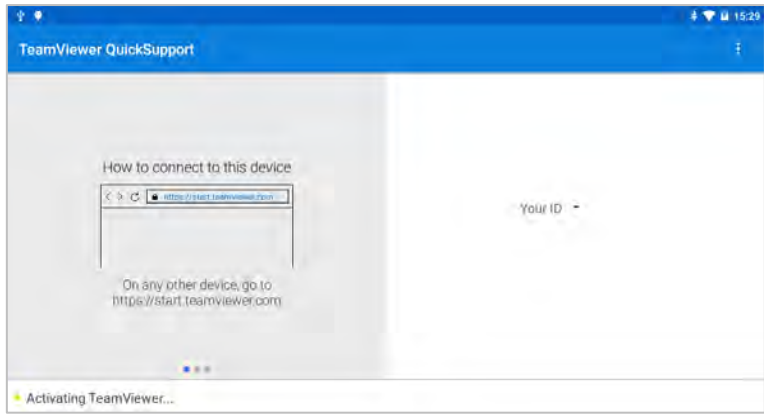 15:29
TeamViewer QuickSupport
How to connect to this device
https://start.teamviewer.com
On any other device, go to
https://start.teamviewer.com
Your ID -
Activating TeamViewer...